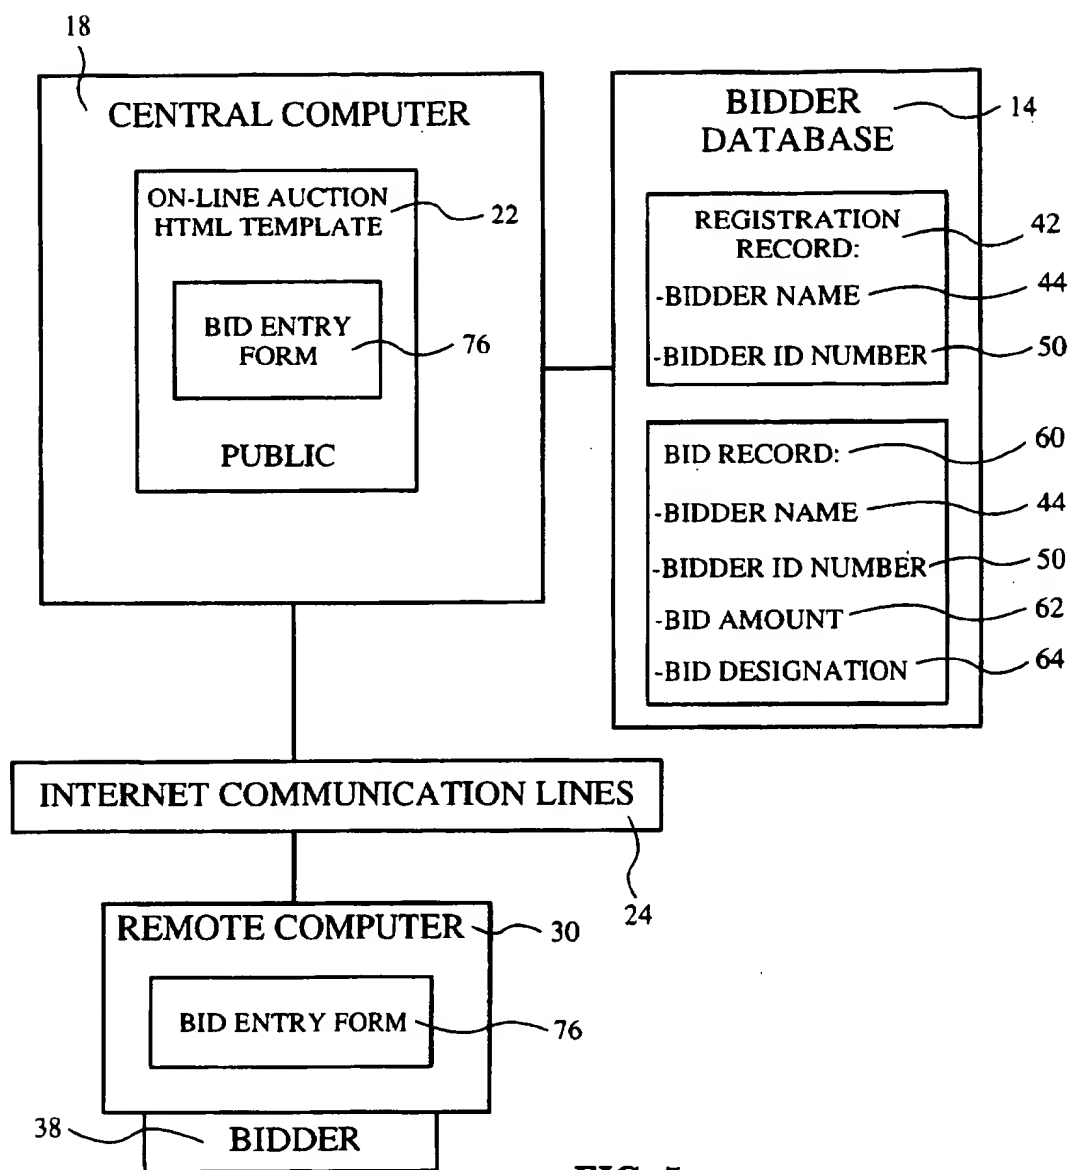 18
CENTRAL COMPUTER
ON-LINE AUCTION
HTML TEMPLATE
22
BID ENTRY
FORM
76
PUBLIC
BIDDER
DATABASE
14
REGISTRATION
RECORD:
42
-BIDDER NAME
44
-BIDDER ID NUMBER
50
BID RECORD:
60
-BIDDER NAME
44
-BIDDER ID NUMBER
50
-BID AMOUNT
62
-BID DESIGNATION
64
INTERNET COMMUNICATION LINES
24
REMOTE COMPUTER
30
BID ENTRY FORM
76
38
BIDDER